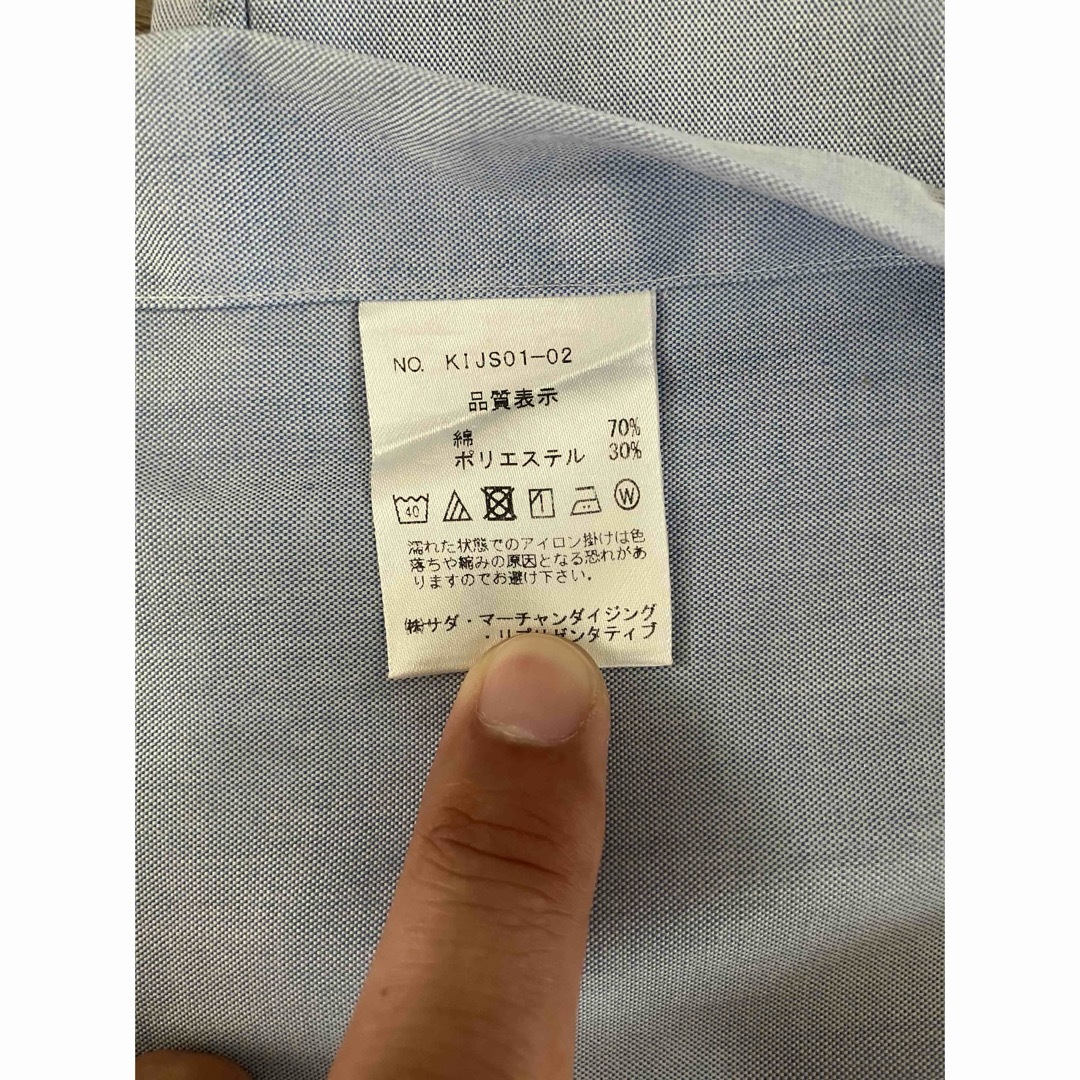 NO. KIJS01-02
品質表示
綿 70%
ポリエステル 30%
40 W
濡れた状態でのアイロン掛けは色
落ちや縮みの原因となる恐れがあ
りますのでお避け下さい。
㈱サダ・マーチャンダイジング
・リプリゼンタティブ